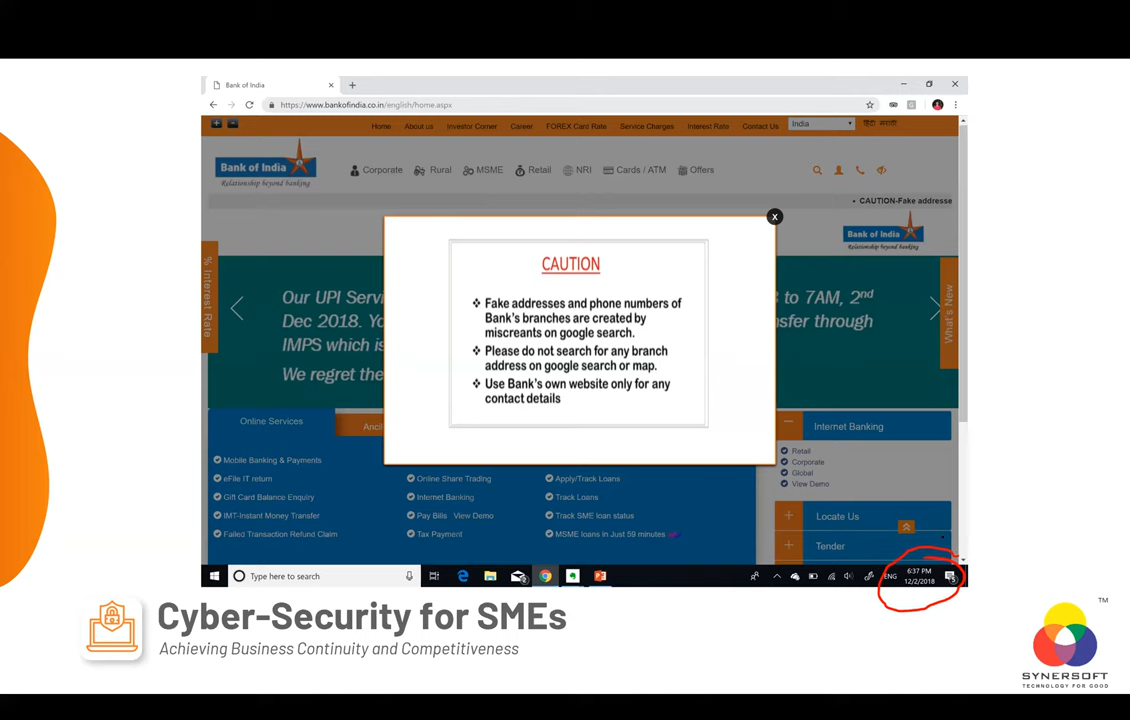 Bank of India
https://www.bankofindia.co.in/english/home.aspx
Home About us Investor Corner Career FOREX Card Rate Service Charges Interest Rate Contact Us India हिंदी मराठी
Bank of India
Relationship beyond banking
Corporate Rural MSME Retail NRI Cards / ATM Offers
• CAUTION-Fake addresse
Bank of India
Relationship beyond banking
% Interest Rate
What's New
Our UPI Servi
to 7AM, 2nd
Dec 2018. Yo
sfer through
IMPS which is
We regret the
X
CAUTION
❖ Fake addresses and phone numbers of
Bank's branches are created by
miscreants on google search.
❖ Please do not search for any branch
address on google search or map.
❖ Use Bank's own website only for any
contact details
Online Services
Ancil
Mobile Banking & Payments
eFile IT return
Gift Card Balance Enquiry
IMT-Instant Money Transfer
Failed Transaction Refund Claim
Online Share Trading
Internet Banking
Pay Bills View Demo
Tax Payment
Apply/Track Loans
Track Loans
Track SME loan status
MSME loans in Just 59 minutes
Internet Banking
Retail
Corporate
Global
View Demo
Locate Us
Tender
Type here to search
ENG
6:37 PM
12/2/2018
Cyber-Security for SMEs
Achieving Business Continuity and Competitiveness
TM
SYNERSOFT
TECHNOLOGY FOR GOOD